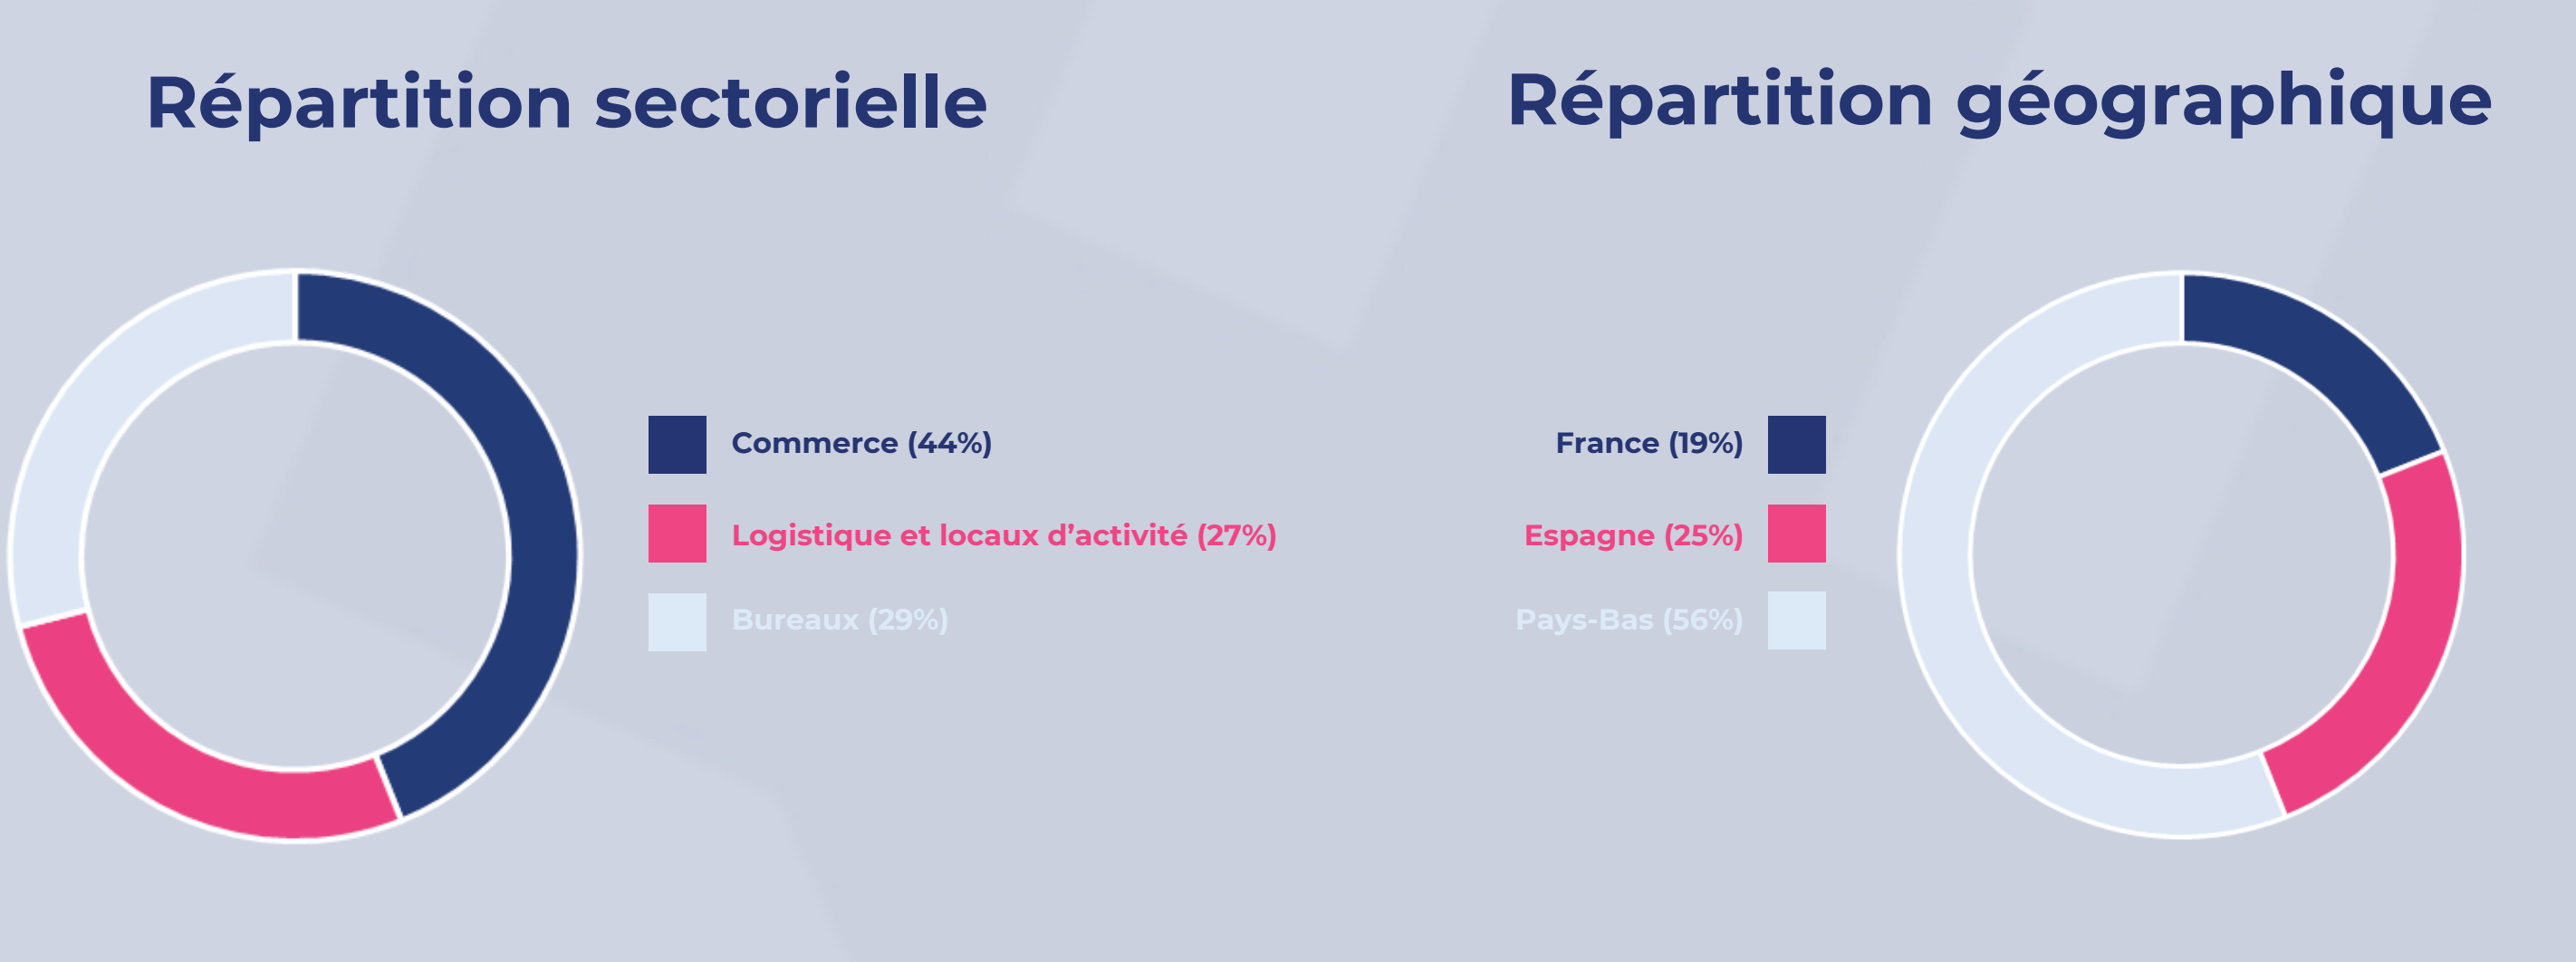 Répartition sectorielle
Commerce (44%)
Logistique et locaux d’activité (27%)
Bureaux (29%)
Répartition géographique
France (19%)
Espagne (25%)
Pays-Bas (56%)